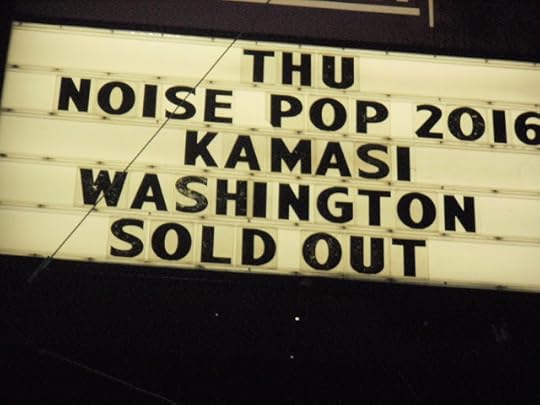 THU
NOISE POP 2016
KAMASI
WASHINGTON
SOLD OUT